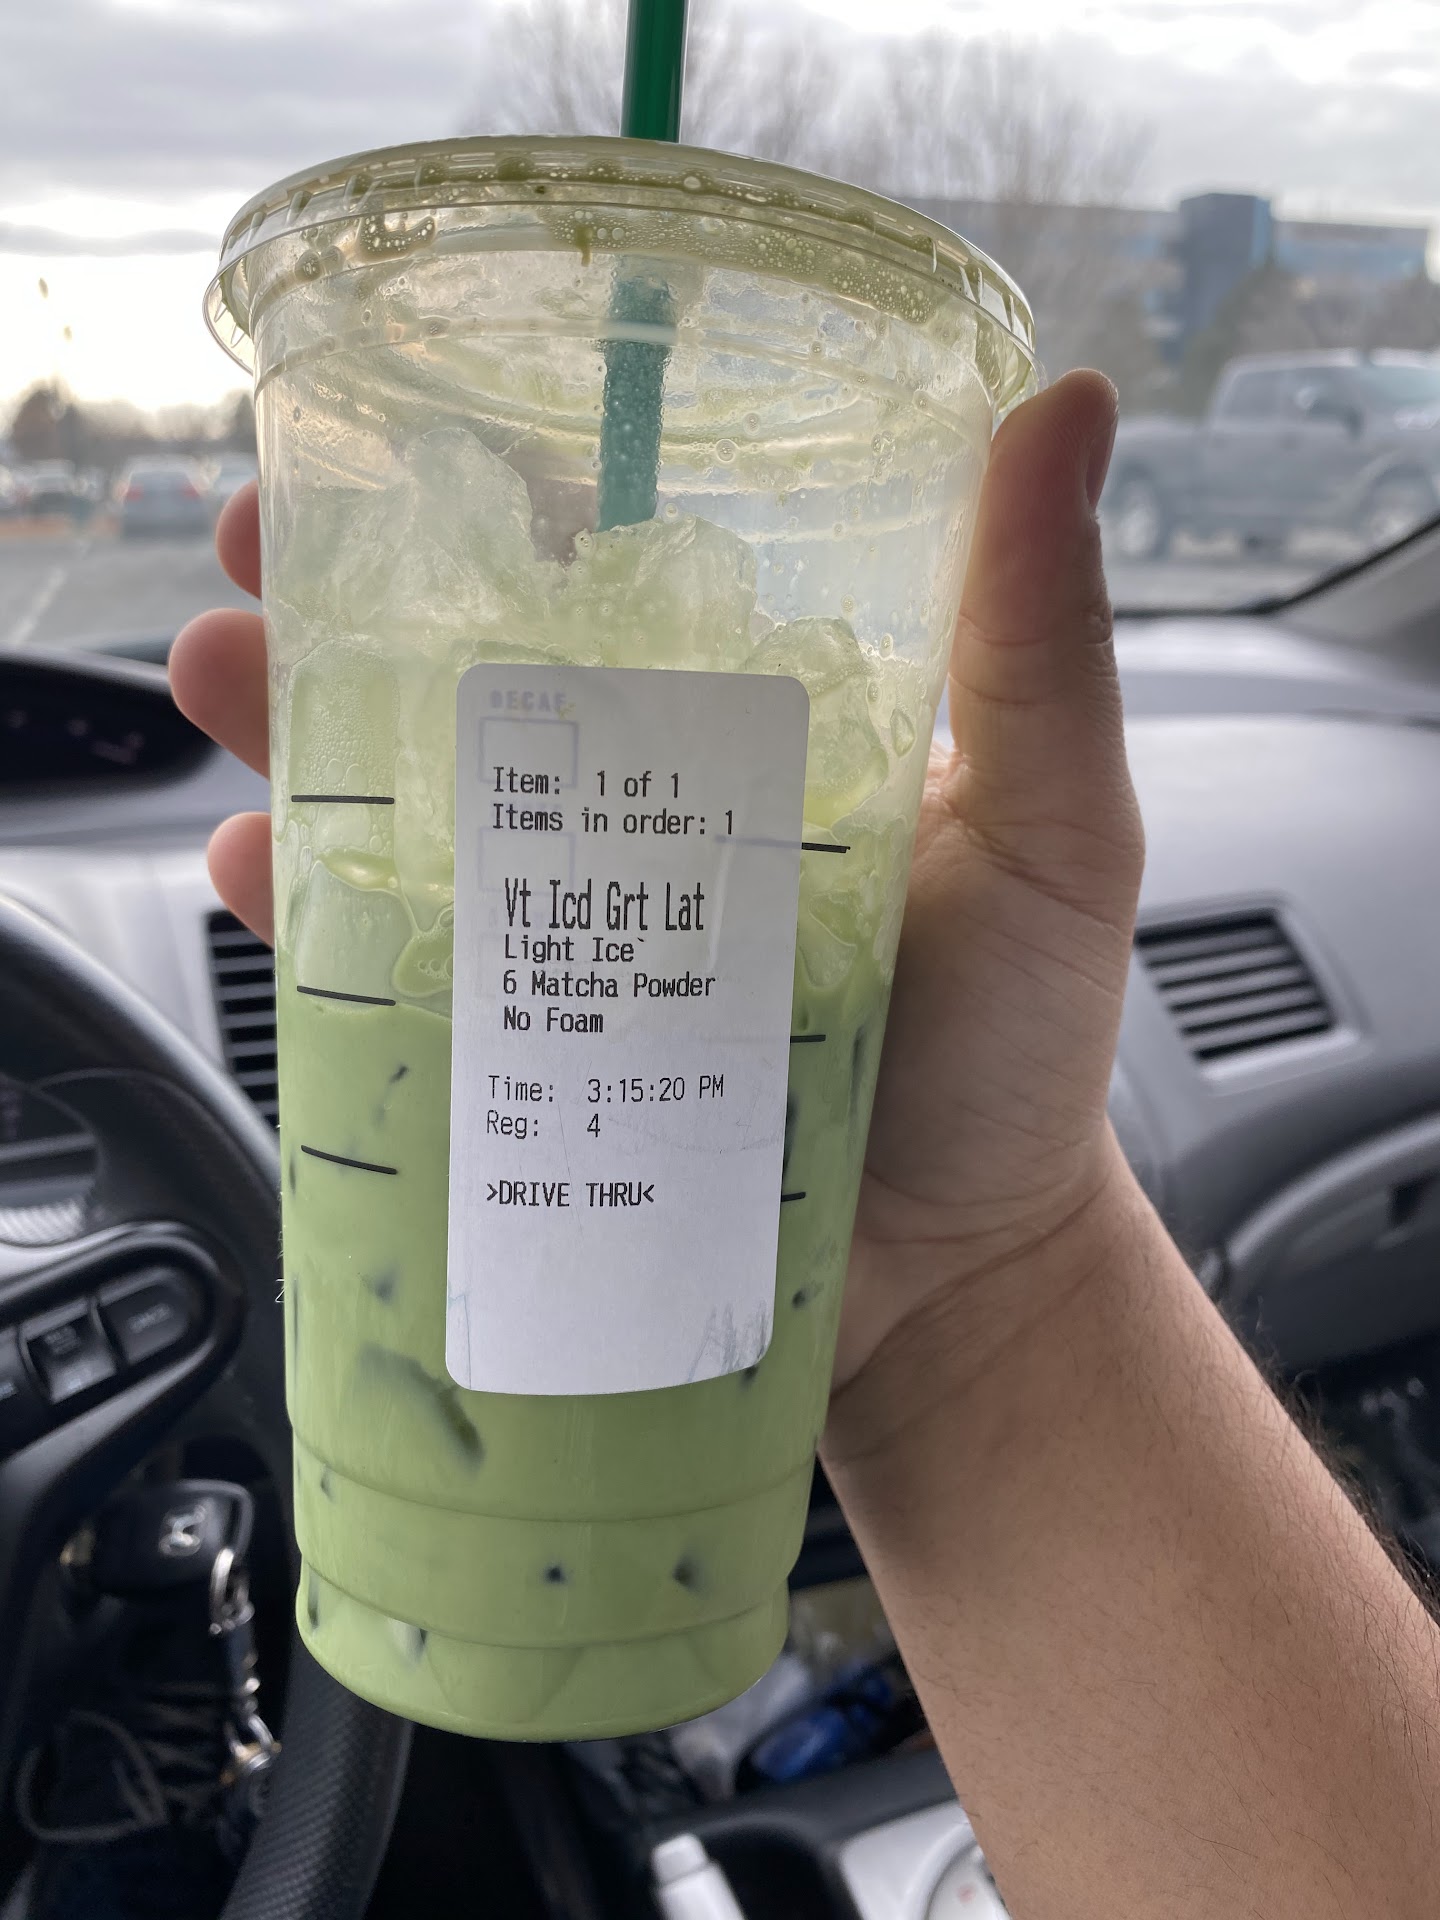 DECAF
Item: 1 of 1
Items in order: 1
Vt Icd Grt Lat
Light Ice`
6 Matcha Powder
No Foam
Time: 3:15:20 PM
Reg: 4
>DRIVE THRU<